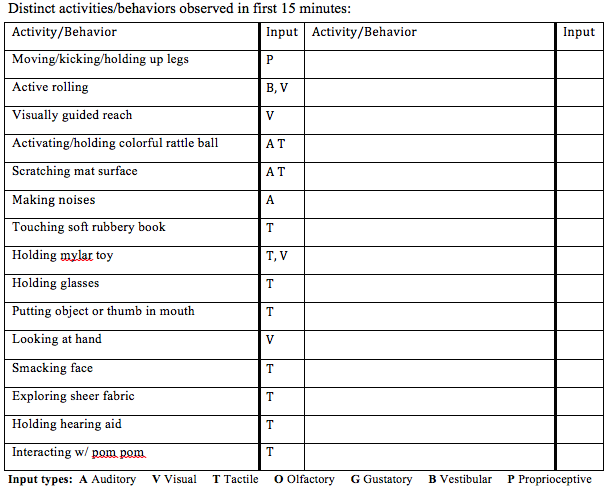 Distinct activities/behaviors observed in first 15 minutes:
Activity/Behavior Input Activity/Behavior Input
Moving/kicking/holding up legs P
Active rolling B, V
Visually guided reach V
Activating/holding colorful rattle ball A T
Scratching mat surface A T
Making noises A
Touching soft rubbery book T
Holding mylar toy T, V
Holding glasses T
Putting object or thumb in mouth T
Looking at hand V
Smacking face T
Exploring sheer fabric T
Holding hearing aid T
Interacting w/ pom pom T
Input types: A Auditory V Visual T Tactile O Olfactory G Gustatory B Vestibular P Proprioceptive